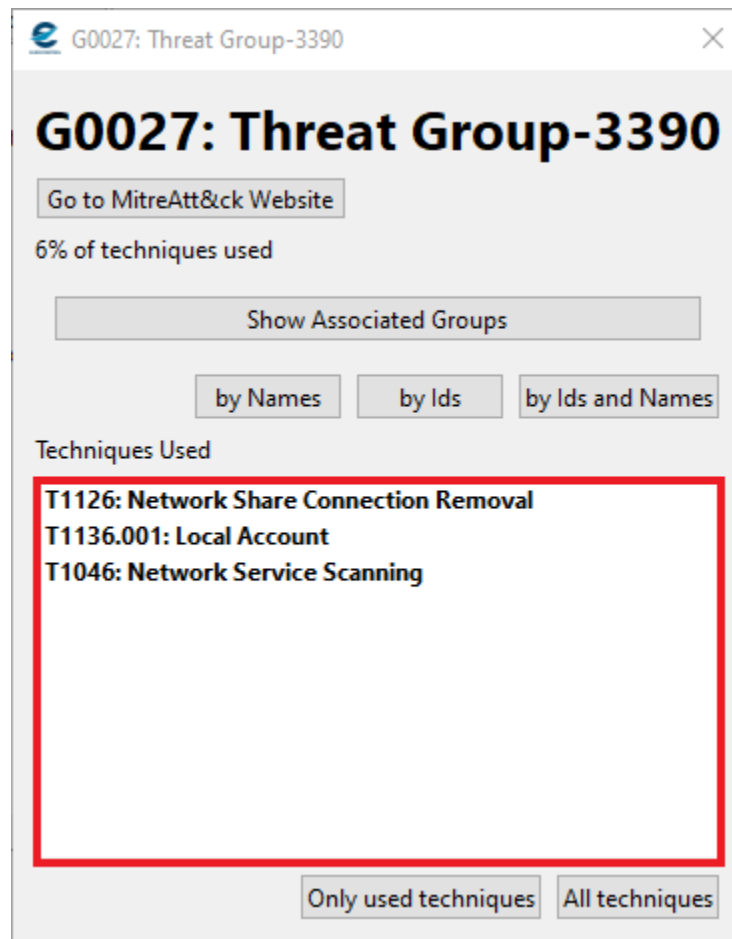 G0027: Threat Group-3390
G0027: Threat Group-3390
Go to MitreAtt&ck Website
6% of techniques used
Show Associated Groups
by Names by Ids by Ids and Names
Techniques Used
T1126: Network Share Connection Removal
T1136.001: Local Account
T1046: Network Service Scanning
Only used techniques All techniques